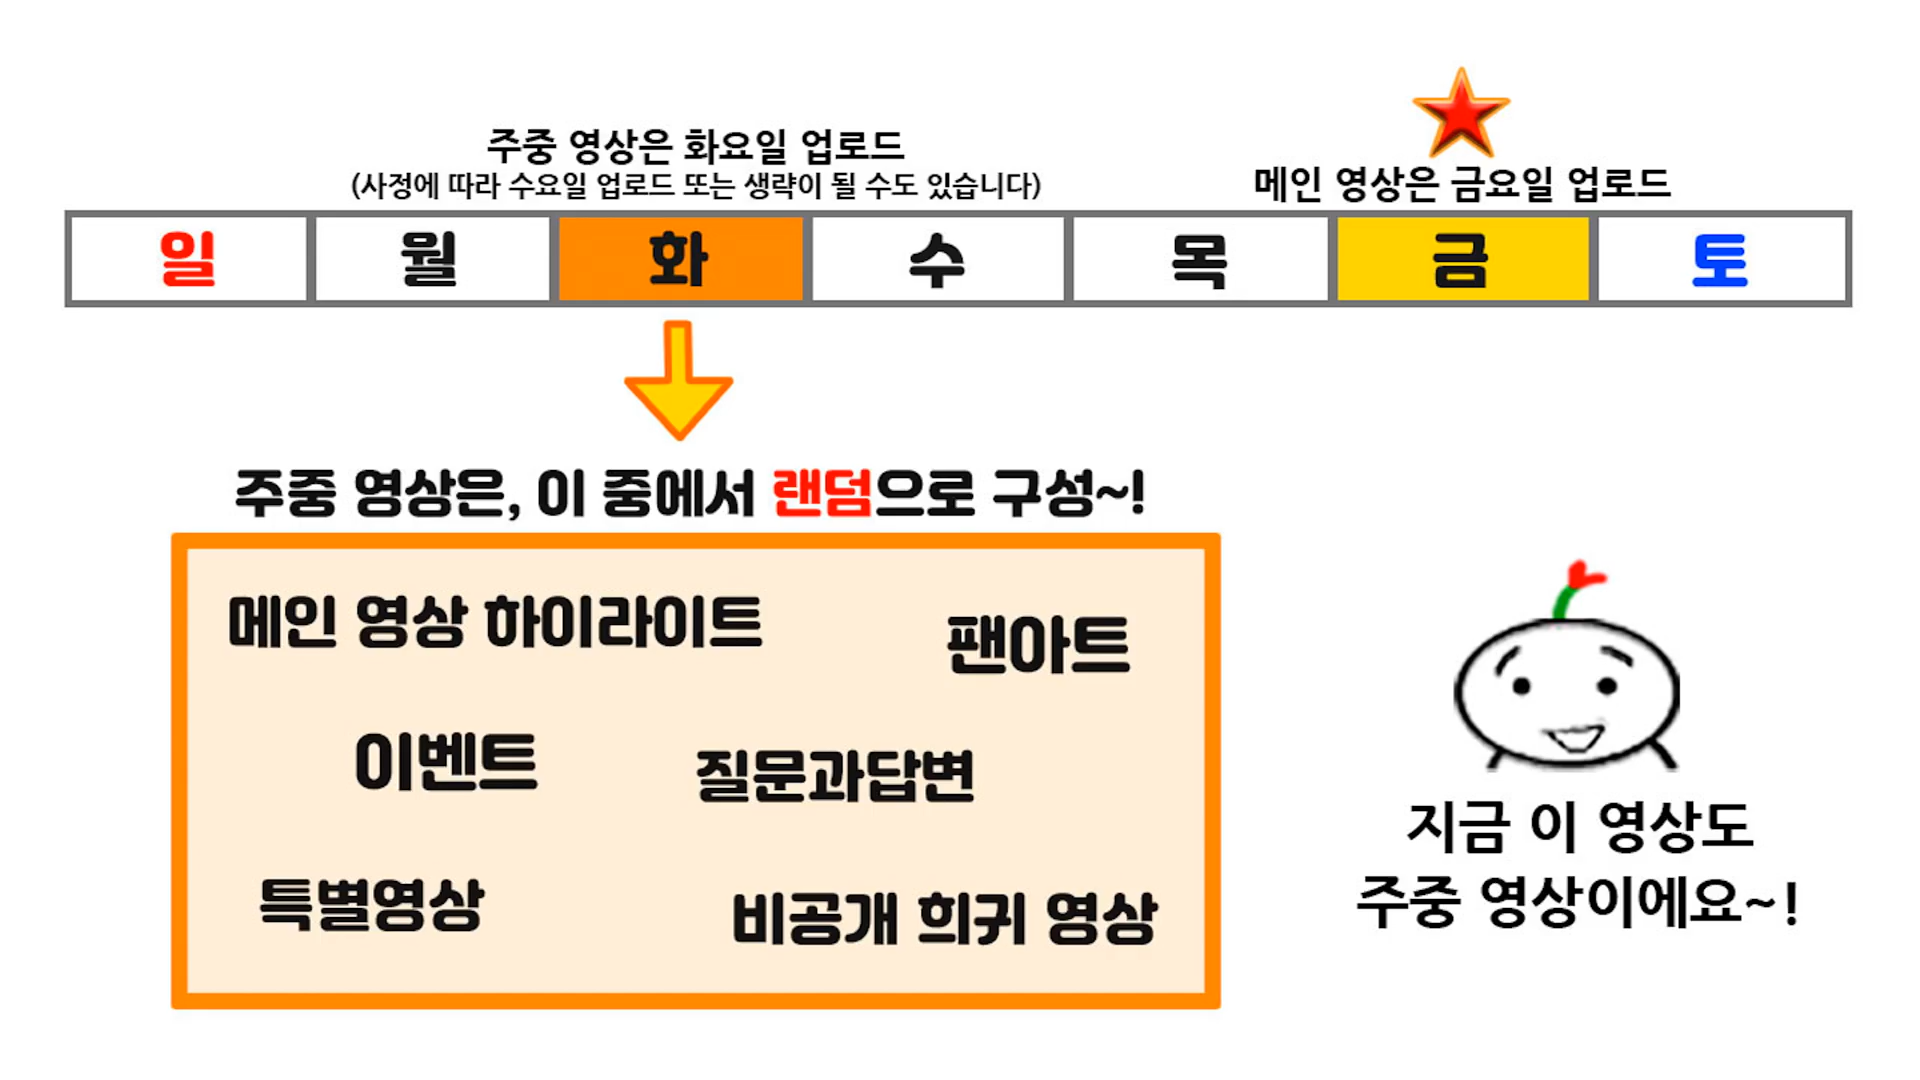 주중 영상은 화요일 업로드
(사정에 따라 수요일 업로드 또는 생략이 될 수도 있습니다)
메인 영상은 금요일 업로드
일 월 화 수 목 금 토
주중 영상은, 이 중에서 랜덤으로 구성~!
메인 영상 하이라이트
팬아트
이벤트
질문과답변
특별영상
비공개 희귀 영상
지금 이 영상도
주중 영상이에요~!